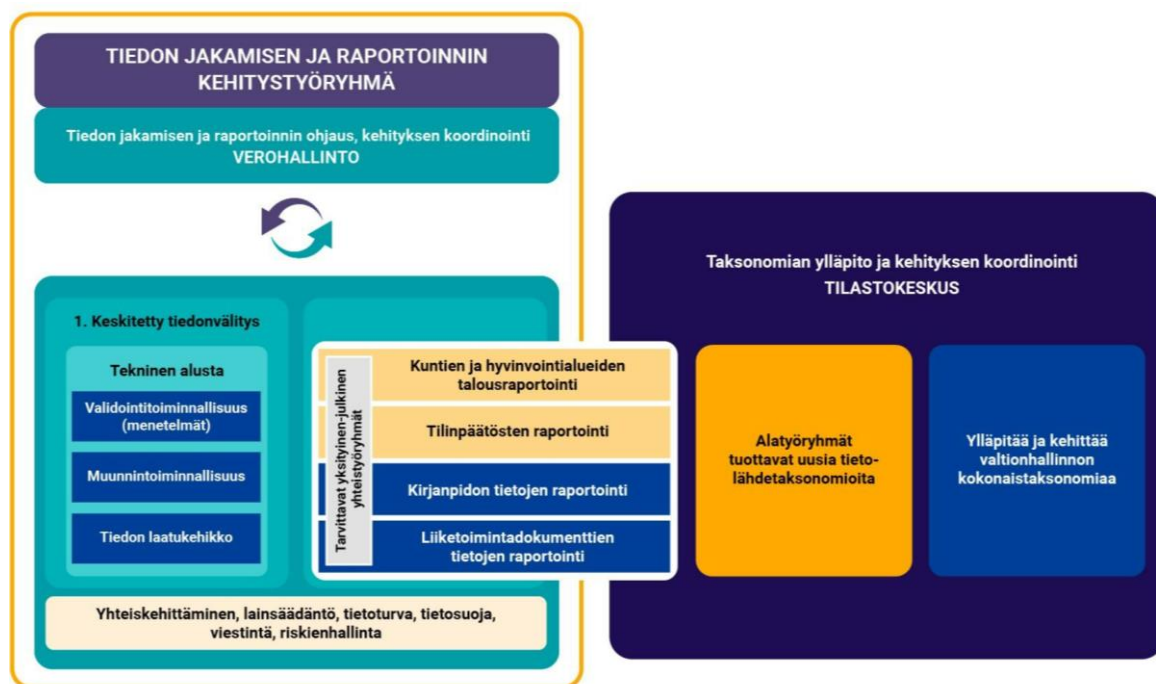 TIEDON JAKAMISEN JA RAPORTOINNIN
KEHITYSTYÖRYHMÄ
Tiedon jakamisen ja raportoinnin ohjaus, kehityksen koordinointi
VEROHALLINTO
1. Keskitetty tiedonvälitys
Tekninen alusta
Validointitoiminnallisuus
(menetelmät)
Muunnintoiminnallisuus
Tiedon laatukehikko
Tarvittavat yksityinen-julkinen
yhteistyöryhmät
Kuntien ja hyvinvointialueiden
talousraportointi
Tilinpäätösten raportointi
Kirjanpidon tietojen raportointi
Liiketoimintadokumenttien
tietojen raportointi
Yhteiskehittäminen, lainsäädäntö, tietoturva, tietosuoja,
viestintä, riskienhallinta
Taksonomian ylläpito ja kehityksen koordinointi
TILASTOKESKUS
Alatyöryhmät
tuottavat uusia tieto-
lähdetaksonomioita
Ylläpitää ja kehittää
valtionhallinnon
kokonaistaksonomiaa